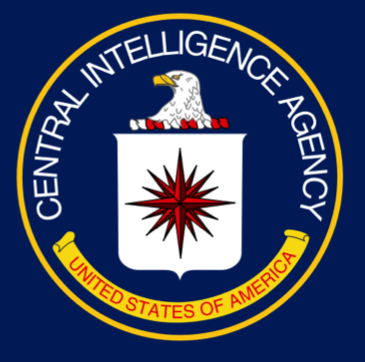 CENTRAL INTELLIGENCE AGENCY
UNITED STATES OF AMERICA